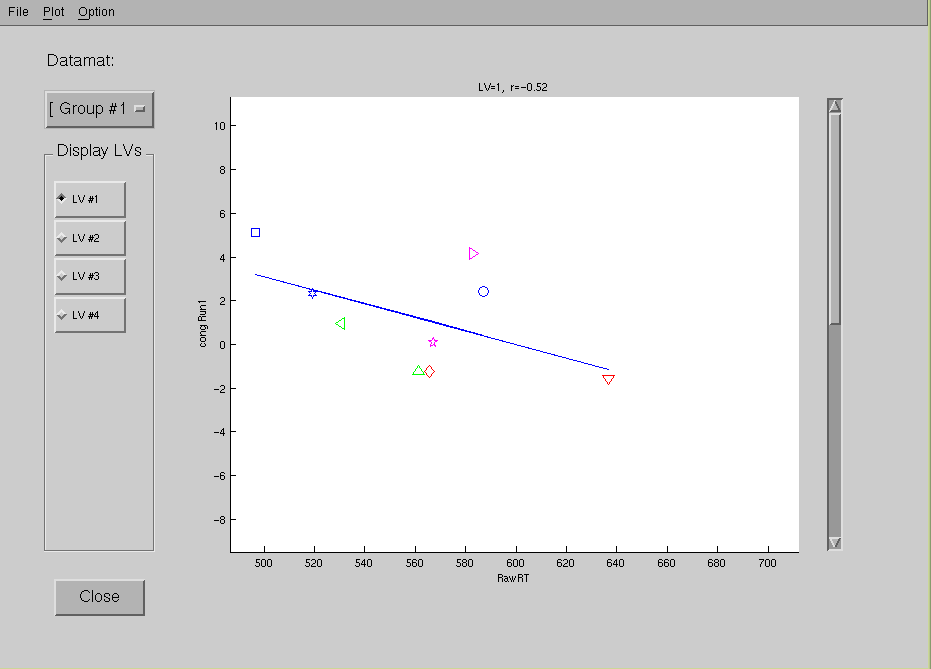 File Plot Option
Datamat:
[ Group #1
Display LVs
LV #1
LV #2
LV #3
LV #4
Close
LV=1, r=-0.52
10
8
6
4
2
0
-2
-4
-6
-8
cong Run1
500 520 540 560 580 600 620 640 660 680 700
RawRT